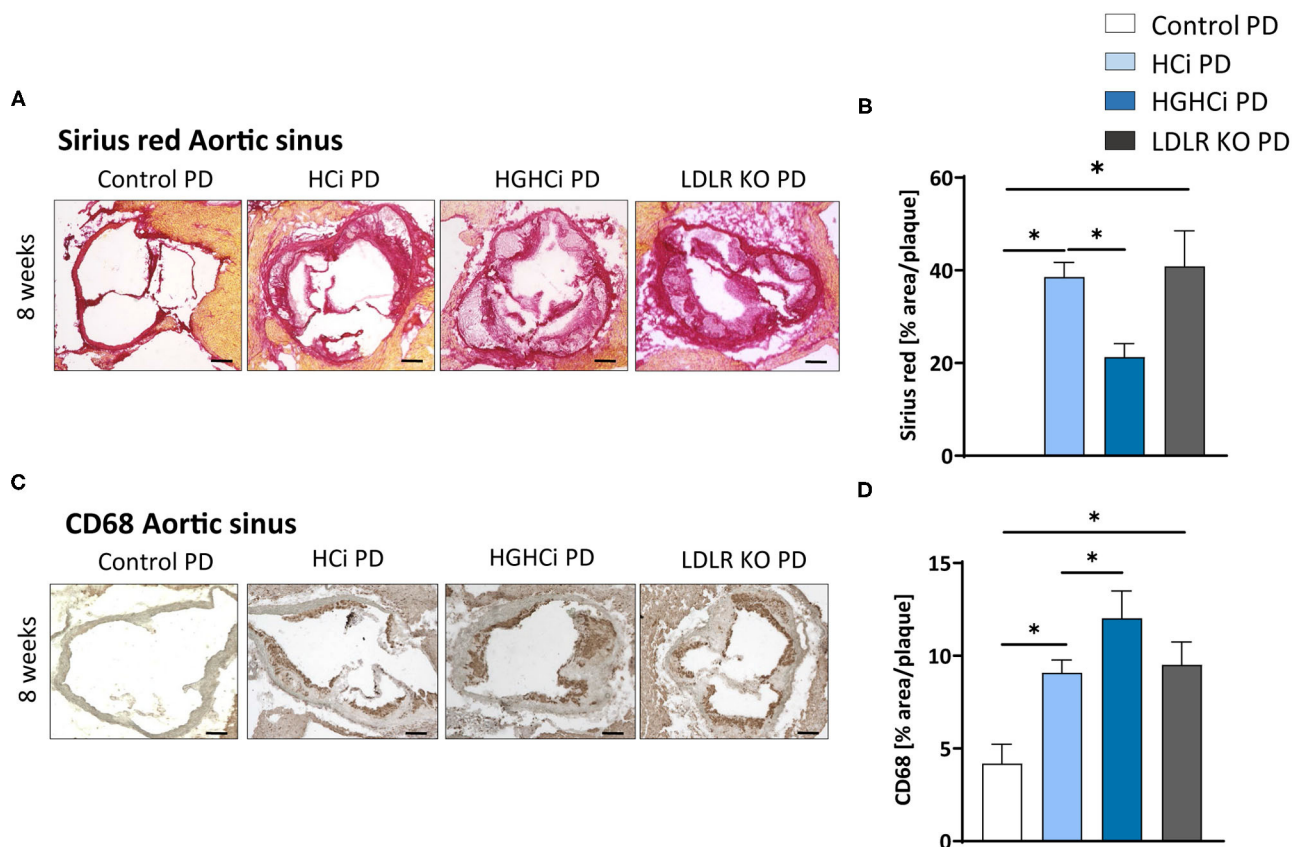 Control PD
HCi PD
HGHCi PD
LDLR KO PD
A
Sirius red Aortic sinus
Control PD HCi PD HGHCi PD LDLR KO PD
8 weeks
B
Sirius red [% area/plaque]
60
40
20
0
* * *
C
CD68 Aortic sinus
Control PD HCi PD HGHCi PD LDLR KO PD
8 weeks
D
CD68 [% area/plaque]
15
10
5
0
* * *